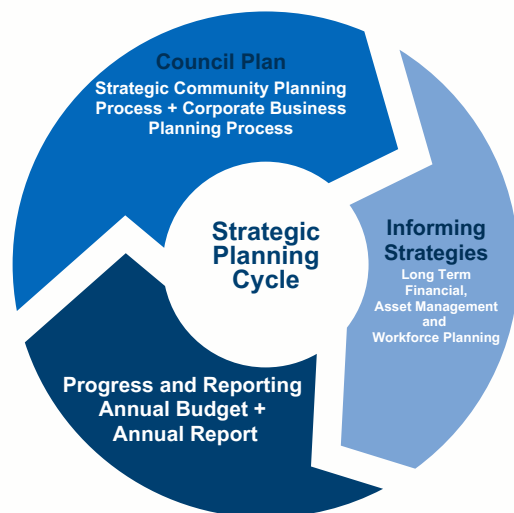 Council Plan
Strategic Community Planning
Process + Corporate Business
Planning Process
Strategic
Planning
Cycle
Informing
Strategies
Long Term
Financial,
Asset Management
and
Workforce Planning
Progress and Reporting
Annual Budget +
Annual Report